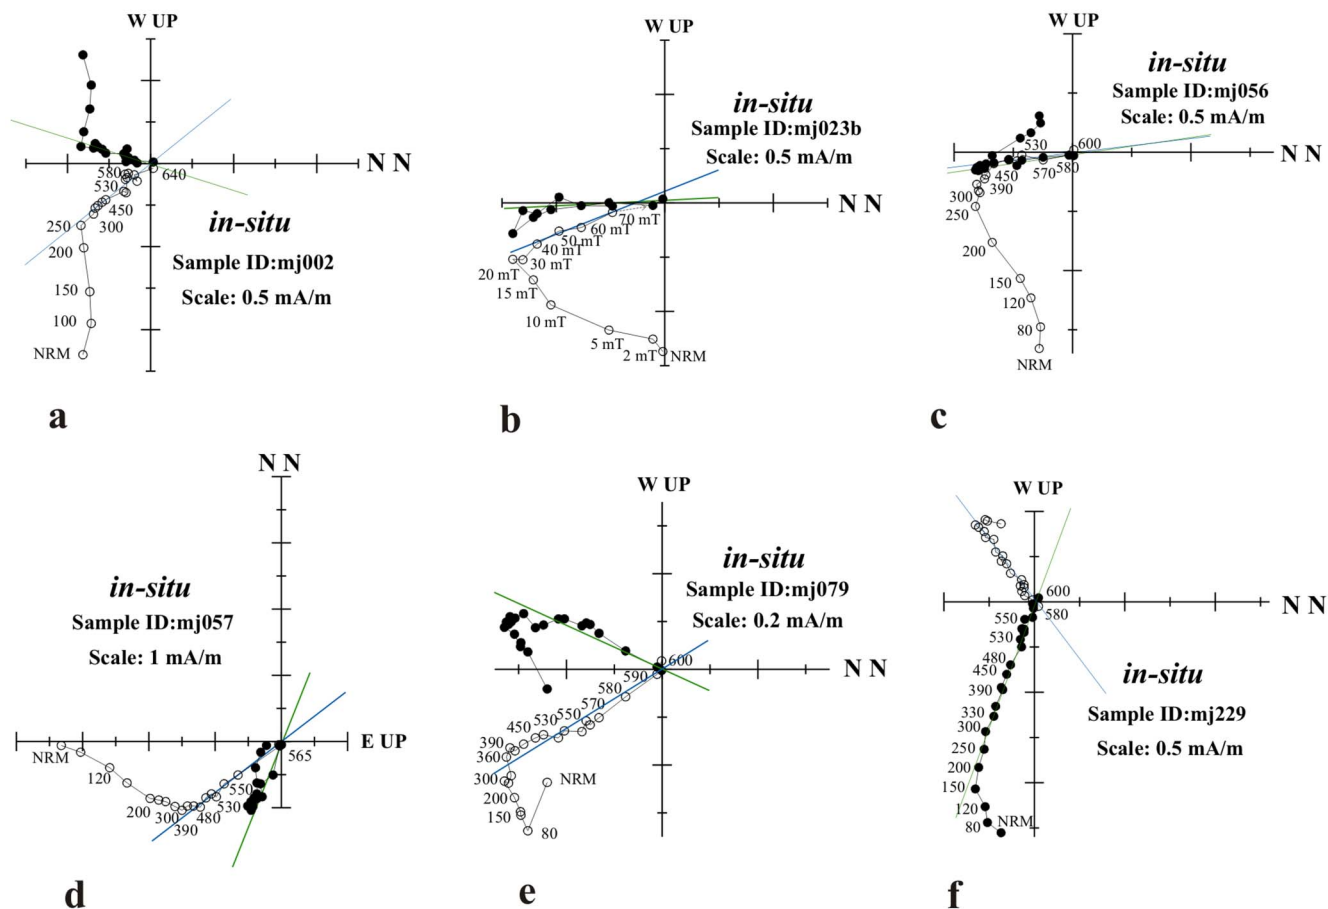 W UP
N N
580
530
640
450
300
250
200
150
100
NRM
in-situ
Sample ID:mj002
Scale: 0.5 mA/m
a
W UP
in-situ
Sample ID:mj023b
Scale: 0.5 mA/m
N N
70 mT
60 mT
50 mT
40 mT
30 mT
20 mT
15 mT
10 mT
5 mT
2 mT
NRM
b
W UP
in-situ
Sample ID:mj056
Scale: 0.5 mA/m
N N
600
530
580
570
450
390
300
250
200
150
120
80
NRM
c
N N
in-situ
Sample ID:mj057
Scale: 1 mA/m
E UP
NRM
565
120
550
530
200
300
480
390
d
W UP
in-situ
Sample ID:mj079
Scale: 0.2 mA/m
N N
600
590
580
570
550
530
450
390
360
300
NRM
200
150
80
e
W UP
N N
600
580
550
530
480
450
390
330
300
250
200
150
120
80
NRM
in-situ
Sample ID:mj229
Scale: 0.5 mA/m
f